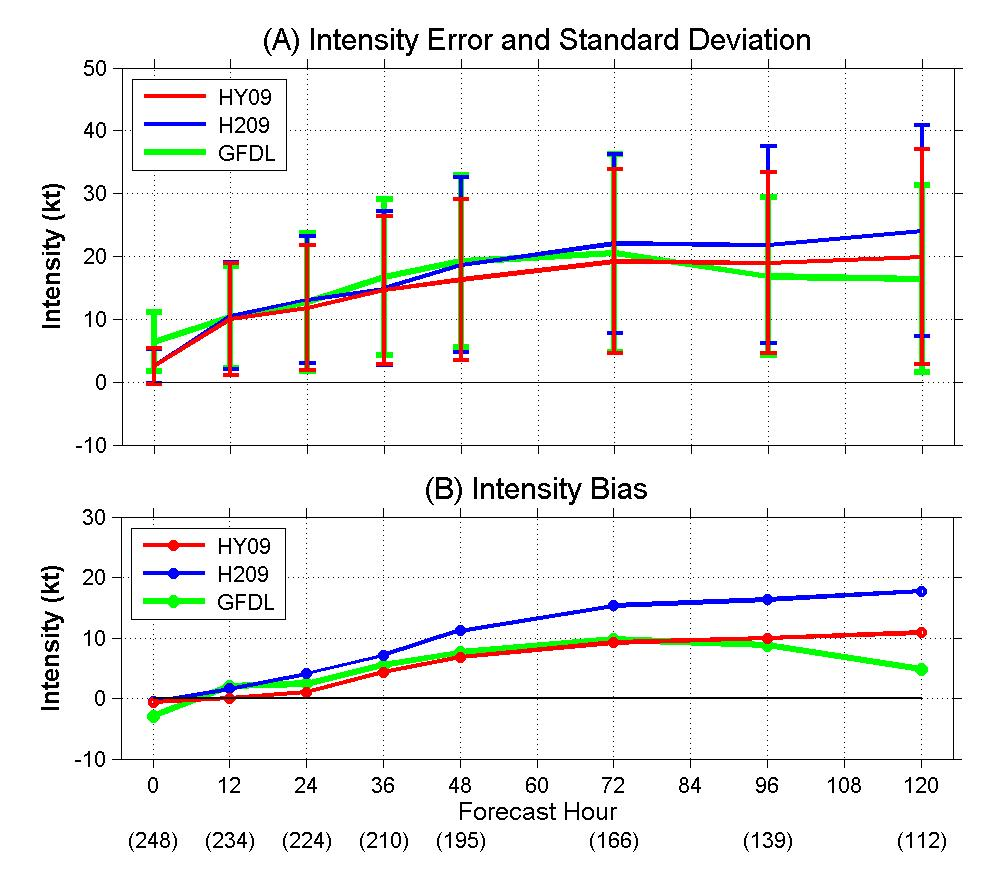 (A) Intensity Error and Standard Deviation
50
40
30
20
10
0
-10
Intensity (kt)
HY09
H209
GFDL
(B) Intensity Bias
30
20
10
0
-10
Intensity (kt)
HY09
H209
GFDL
0 12 24 36 48 60 72 84 96 108 120
Forecast Hour
(248) (234) (224) (210) (195) (166) (139) (112)